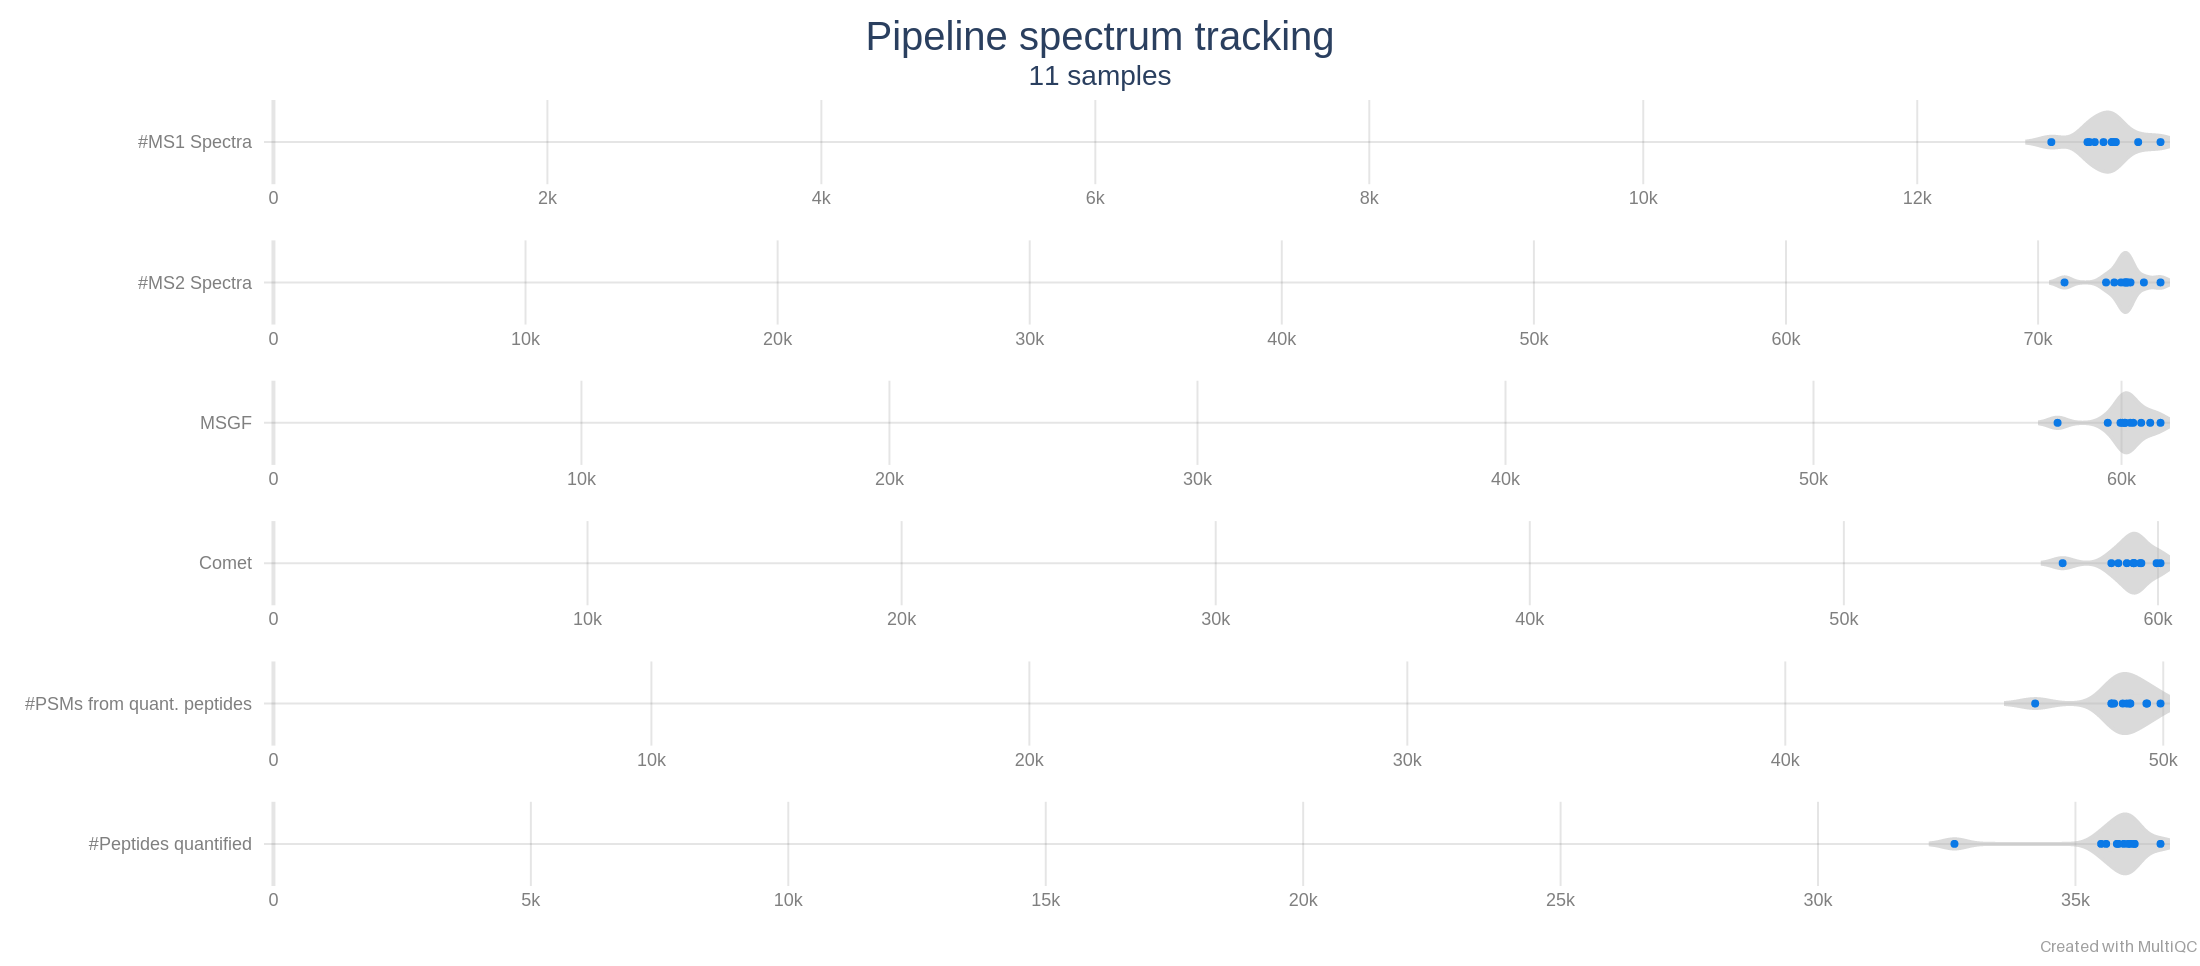 Pipeline spectrum tracking
11 samples
#MS1 Spectra
0 2k 4k 6k 8k 10k 12k
#MS2 Spectra
0 10k 20k 30k 40k 50k 60k 70k
MSGF
0 10k 20k 30k 40k 50k 60k
Comet
0 10k 20k 30k 40k 50k 60k
#PSMs from quant. peptides
0 10k 20k 30k 40k 50k
#Peptides quantified
0 5k 10k 15k 20k 25k 30k 35k
Created with MultiQC